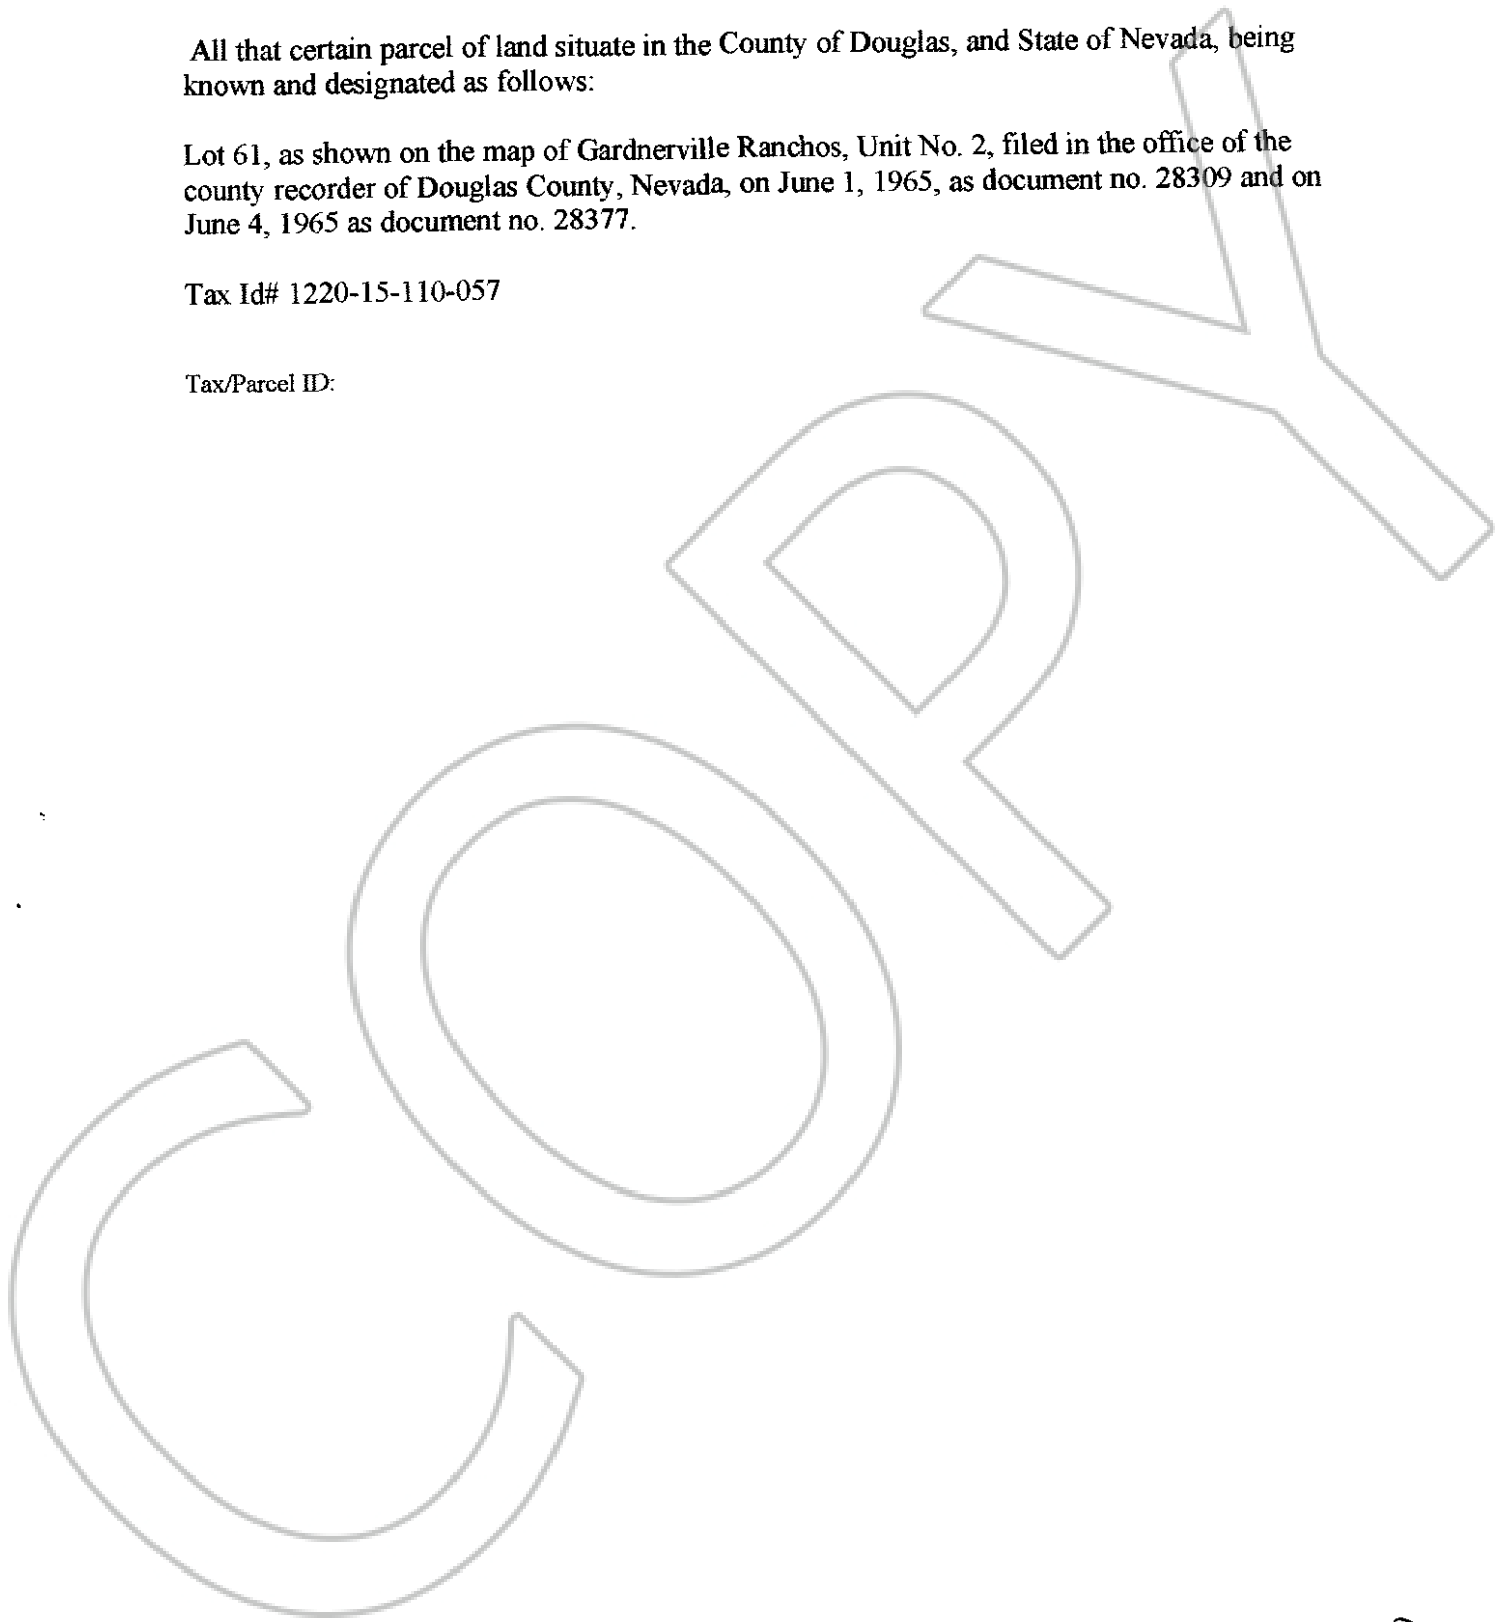 All that certain parcel of land situate in the County of Douglas, and State of Nevada, being
known and designated as follows:
Lot 61, as shown on the map of Gardnerville Ranchos, Unit No. 2, filed in the office of the
county recorder of Douglas County, Nevada, on June 1, 1965, as document no. 28309 and on
June 4, 1965 as document no. 28377.
Tax Id# 1220-15-110-057
Tax/Parcel ID:
COPY